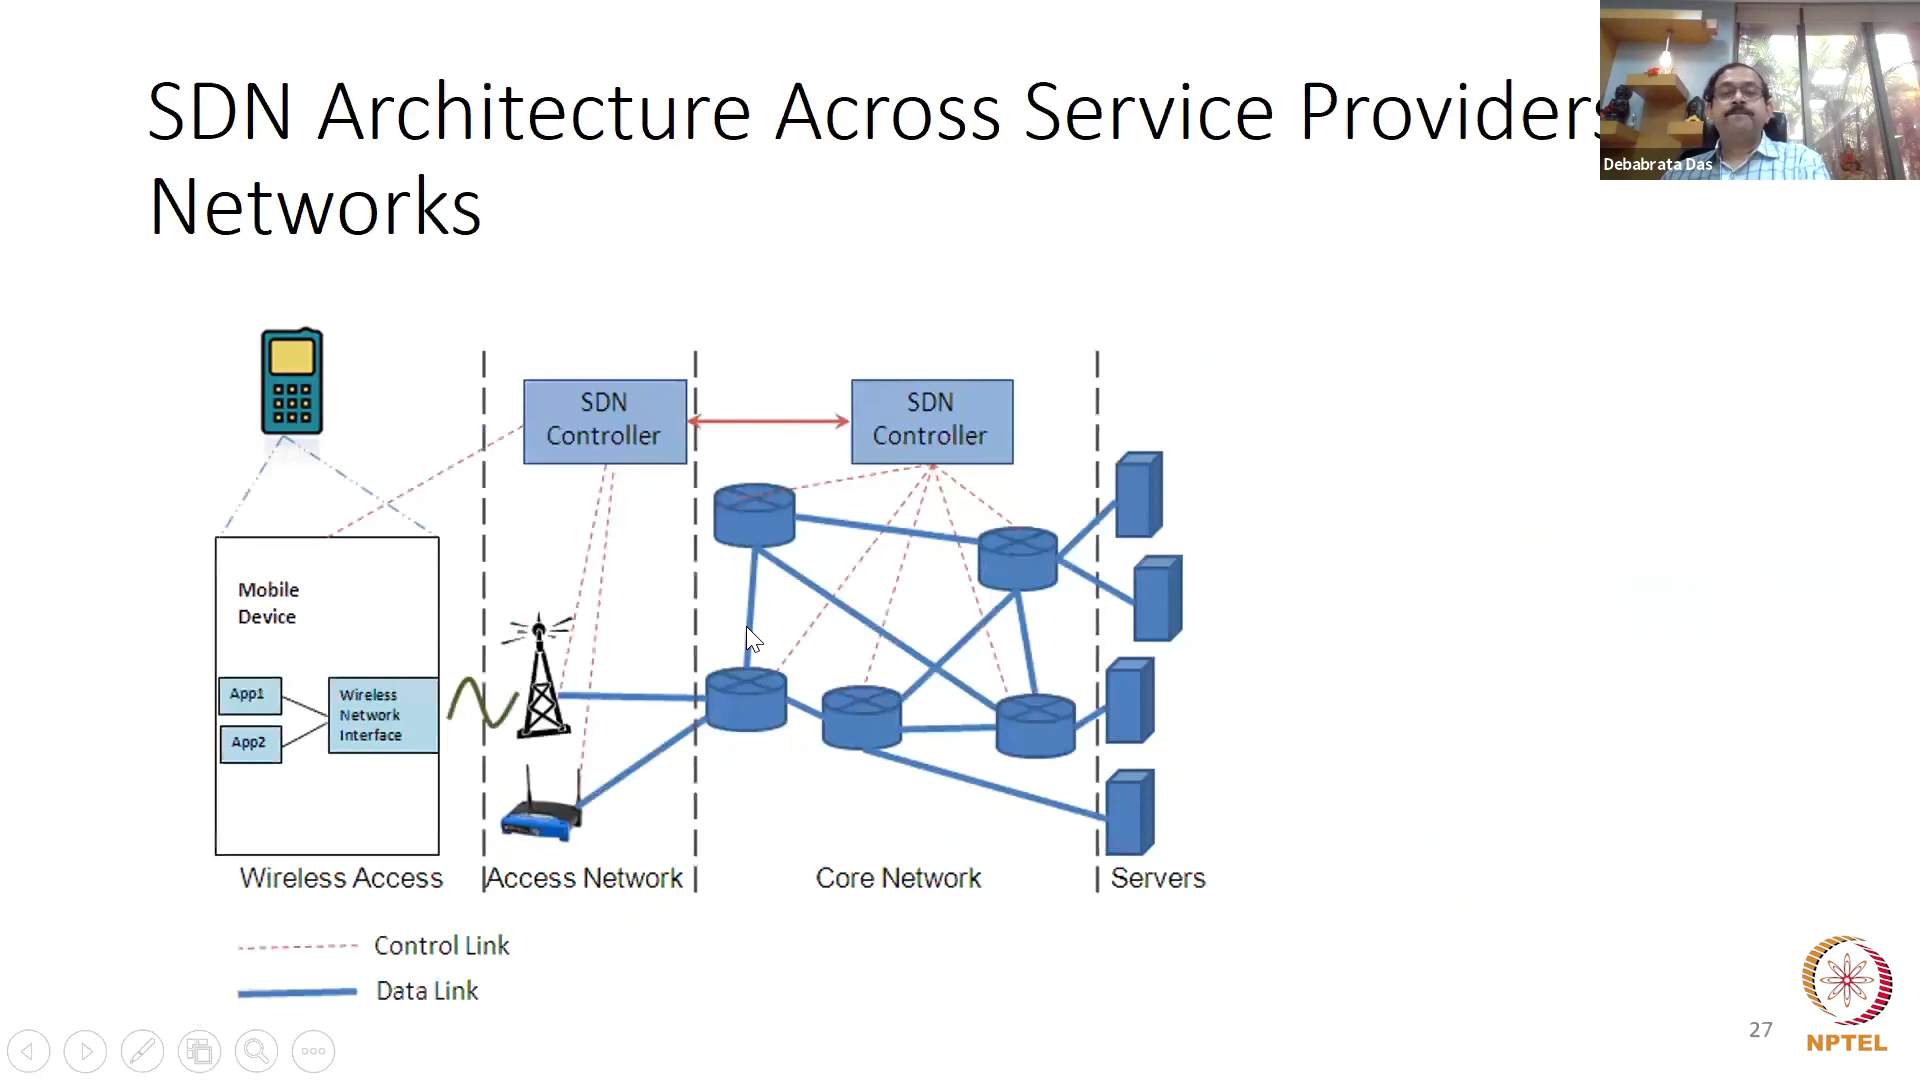 SDN Architecture Across Service Providers
Networks
Debabrata Das
SDN
Controller
SDN
Controller
Mobile
Device
App1
App2
Wireless
Network
Interface
Wireless Access
Access Network
Core Network
Servers
Control Link
Data Link
27
NPTEL